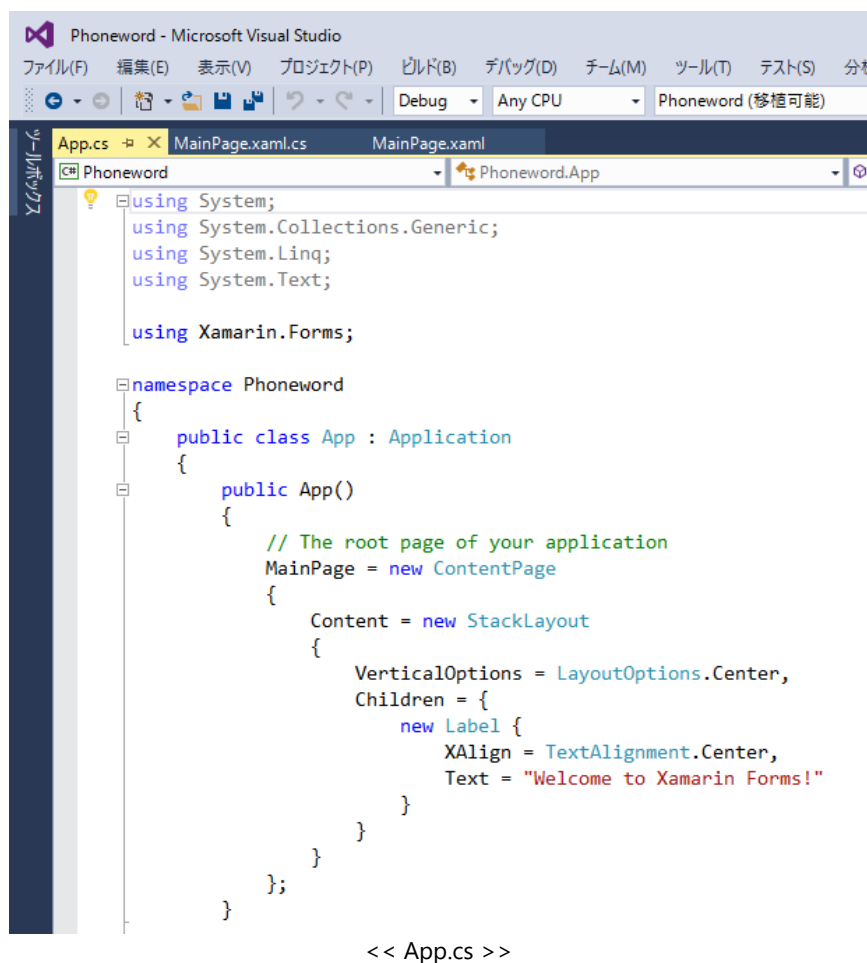 Phoneword - Microsoft Visual Studio
ファイル(F) 編集(E) 表示(V) プロジェクト(P) ビルド(B) デバッグ(D) チーム(M) ツール(T) テスト(S)
Debug Any CPU Phoneword (移植可能)
ツールボックス
App.cs MainPage.xaml.cs MainPage.xaml
C# Phoneword Phoneword.App
using System;
using System.Collections.Generic;
using System.Linq;
using System.Text;
using Xamarin.Forms;
namespace Phoneword
{
public class App : Application
{
public App()
{
// The root page of your application
MainPage = new ContentPage
{
Content = new StackLayout
{
VerticalOptions = LayoutOptions.Center,
Children = {
new Label {
XAlign = TextAlignment.Center,
Text = "Welcome to Xamarin Forms!"
}
}
}
};
}
<< App.cs >>